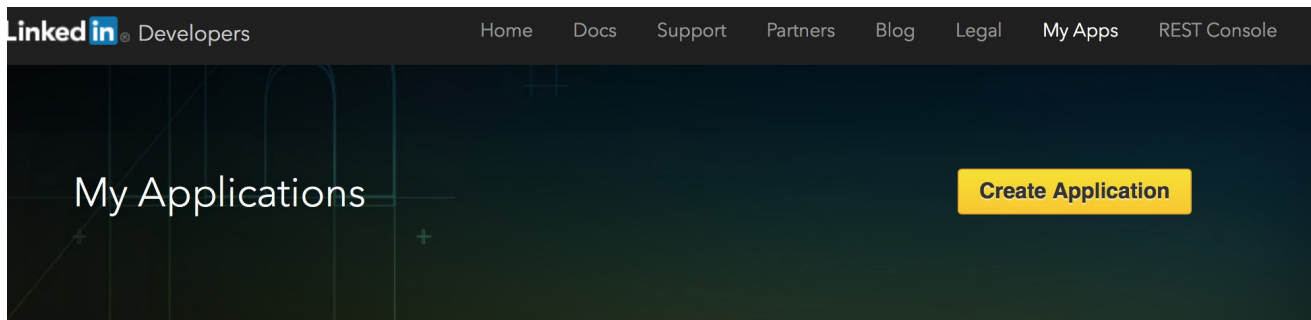 Linked in ® Developers Home Docs Support Partners Blog Legal My Apps REST Console
My Applications Create Application